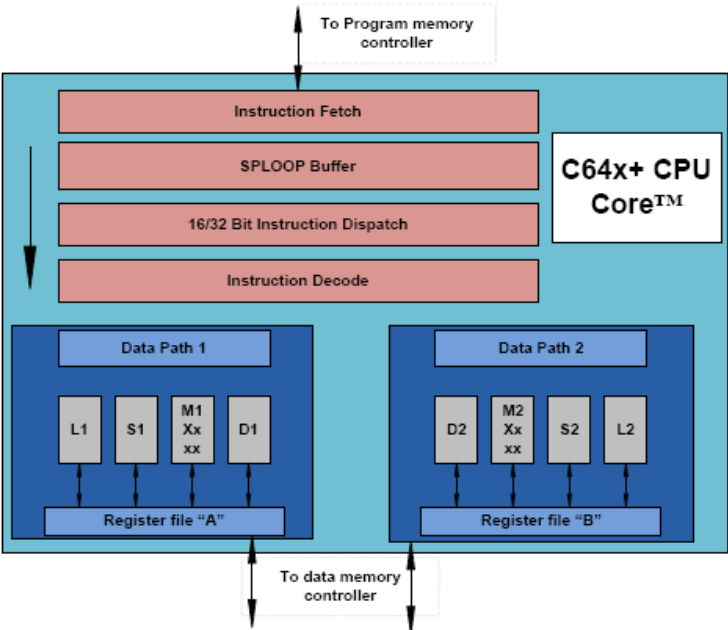 To Program memory
controller
Instruction Fetch
SPLOOP Buffer
C64x+ CPU
Core™
16/32 Bit Instruction Dispatch
Instruction Decode
Data Path 1
Data Path 2
L1
S1
M1
Xx
xx
D1
D2
M2
Xx
xx
S2
L2
Register file “A”
Register file “B”
To data memory
controller